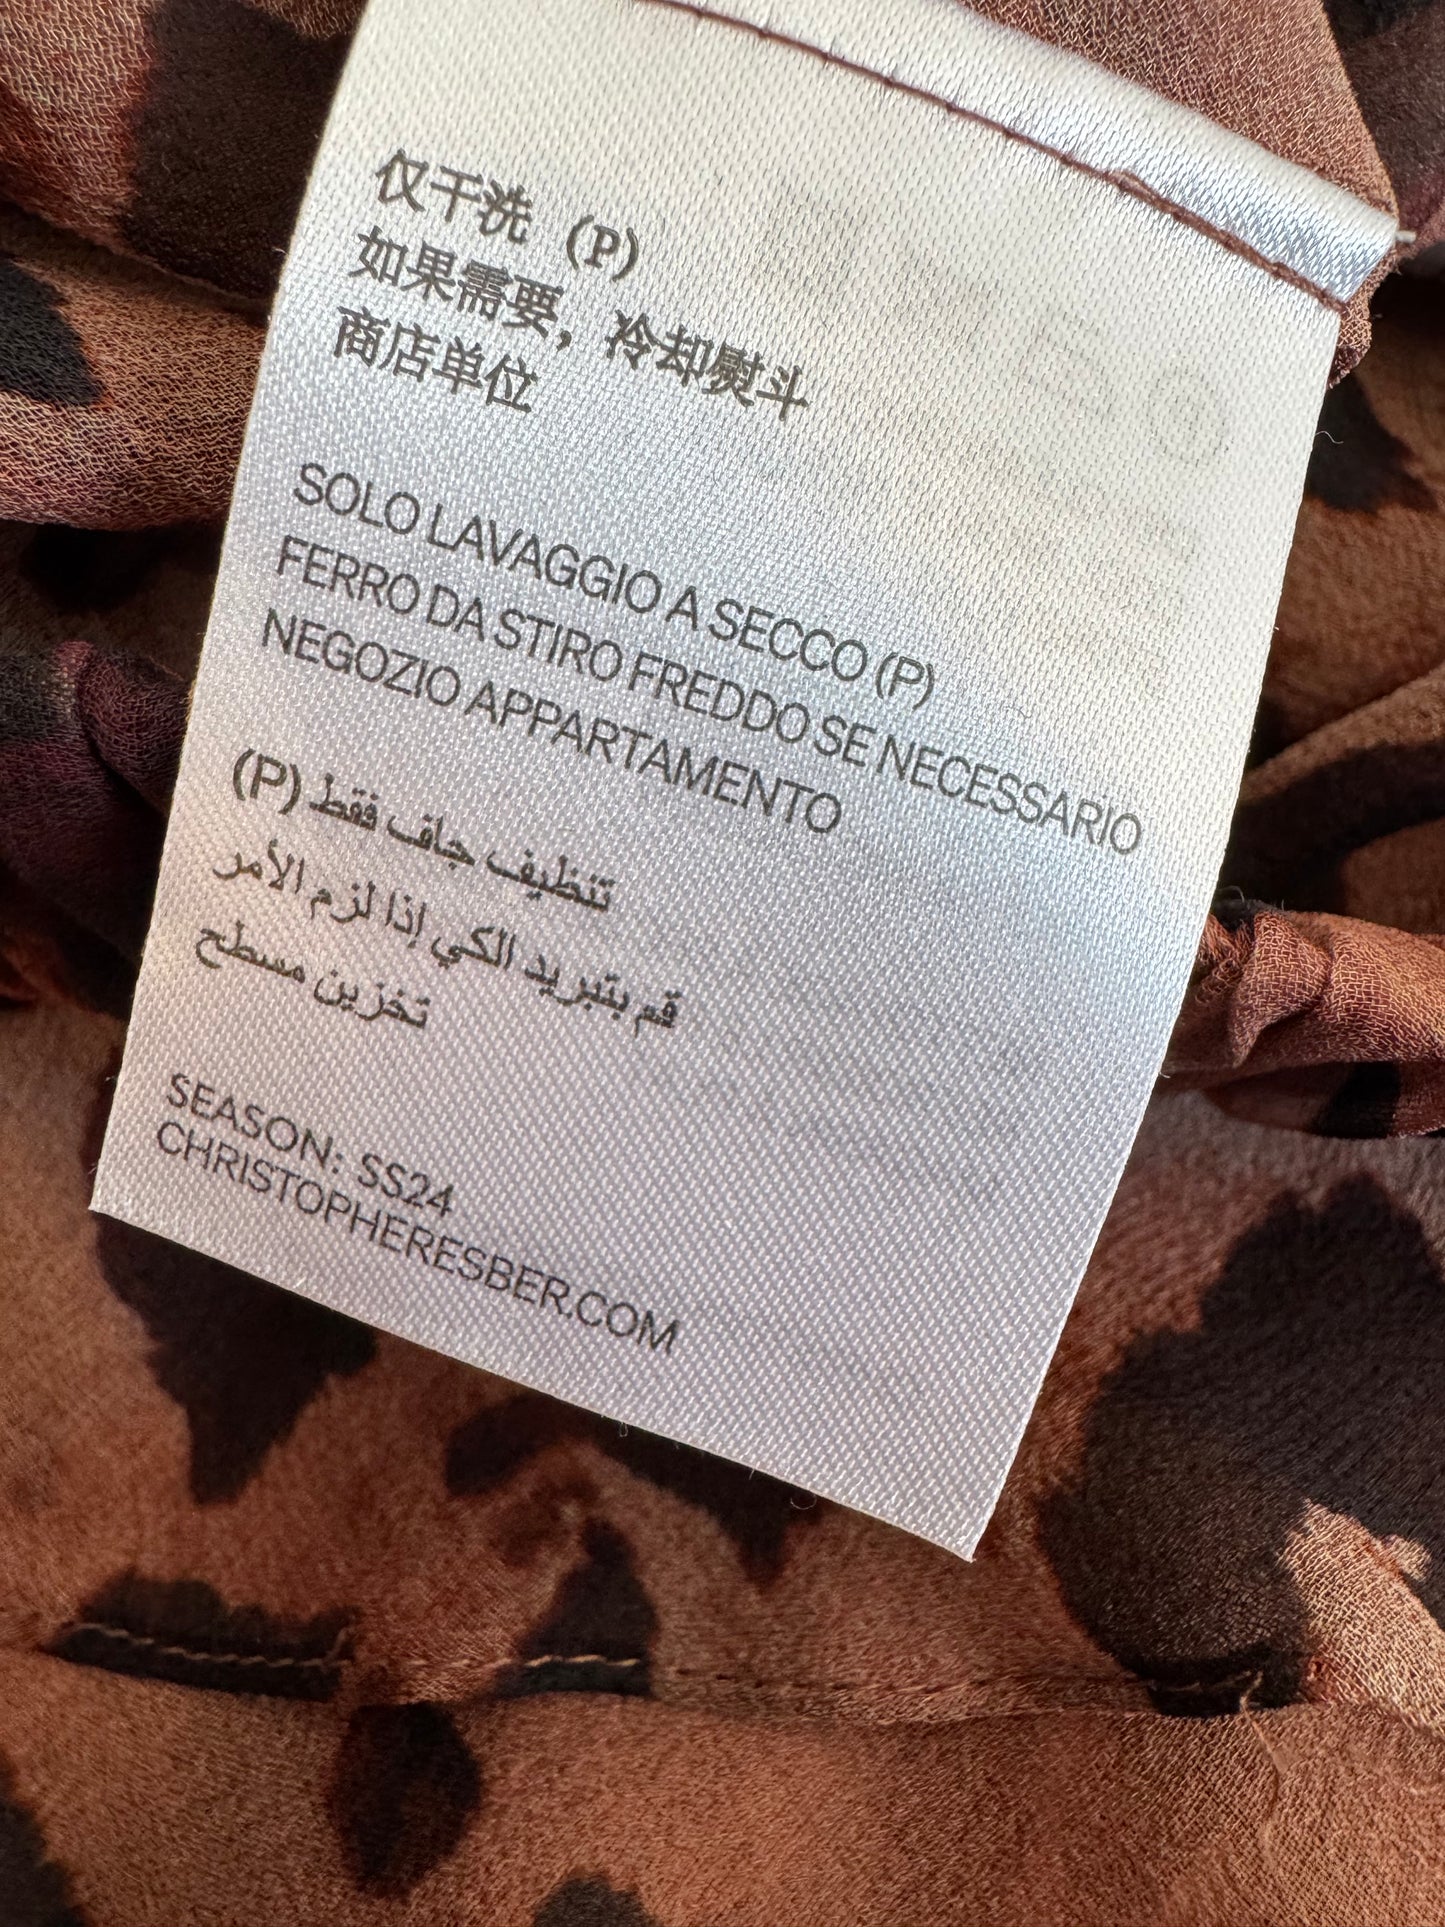 仅干洗 (P)
如果需要，冷却熨斗
商店单位
SOLO LAVAGGIO A SECCO (P)
FERRO DA STIRO FREDDO SE NECESSARIO
NEGOZIO APPARTAMENTO
تنظيف جاف فقط (P)
قم بتبريد الكي إذا لزم الأمر
تخزين مسطح
SEASON: SS24
CHRISTOPHERESBER.COM